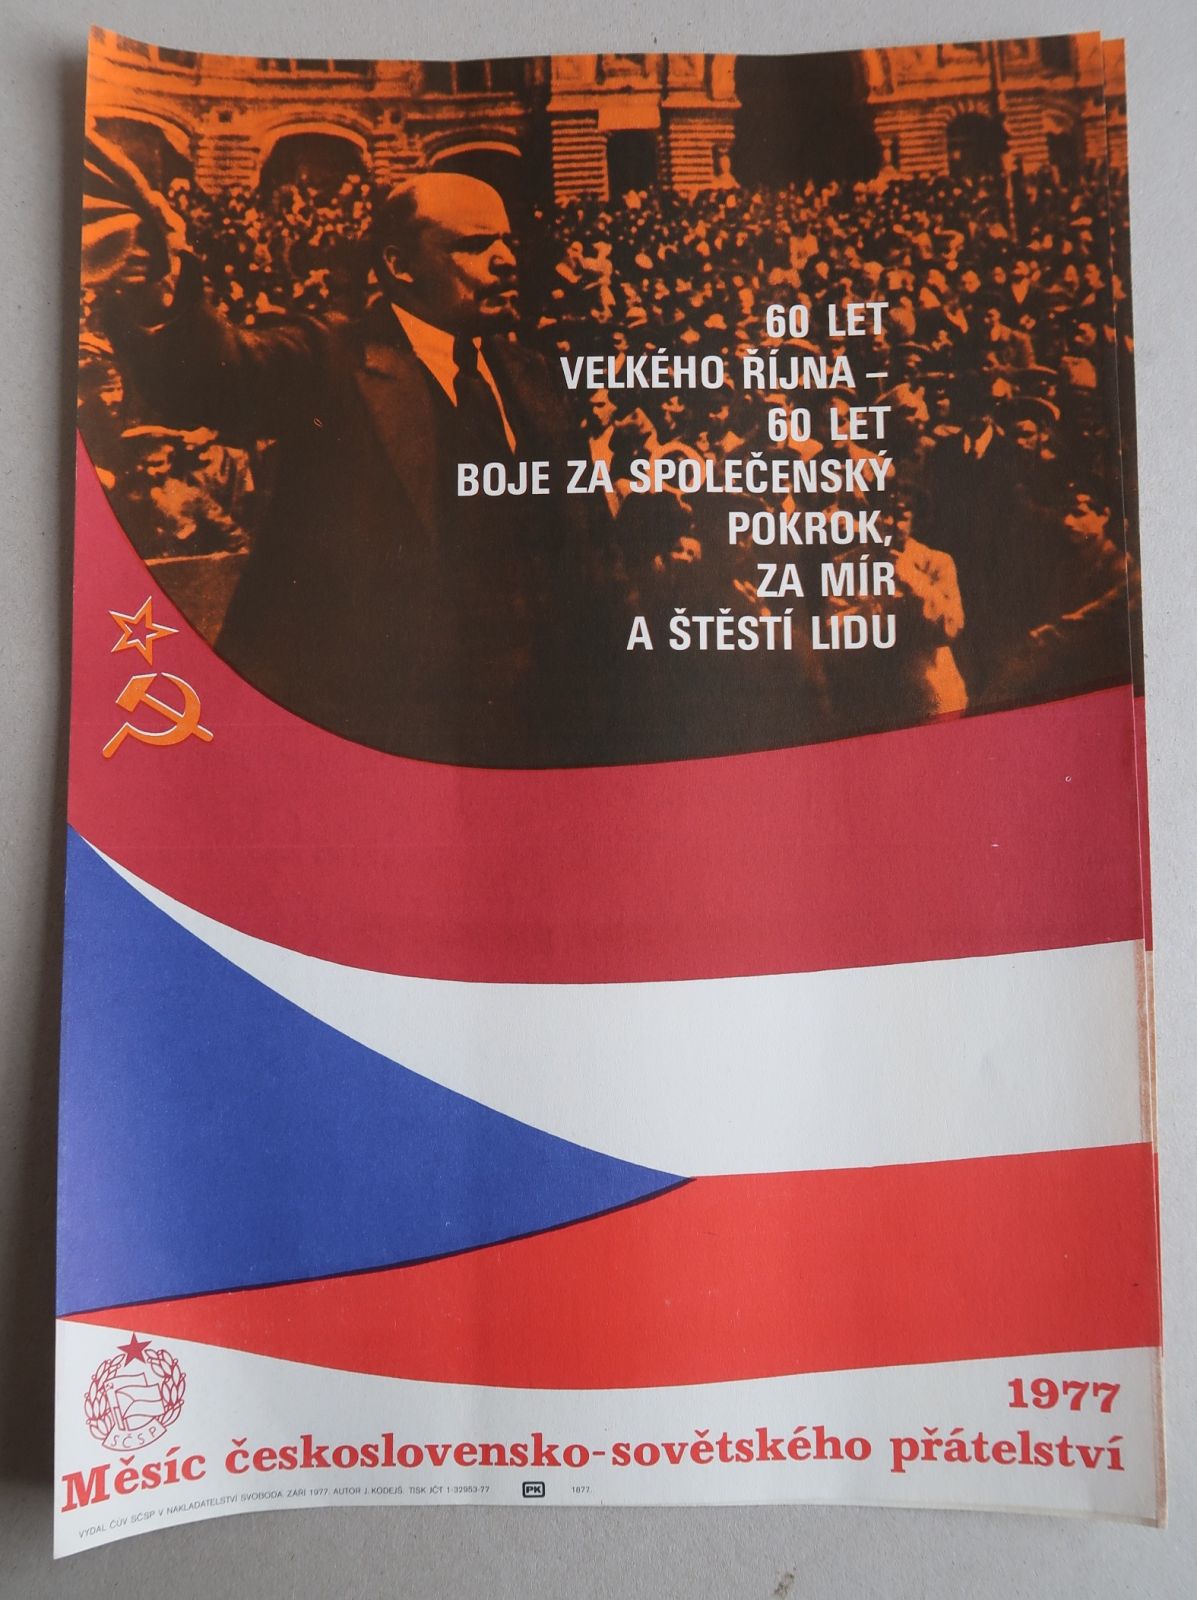 60 LET
VELKÉHO ŘÍJNA –
60 LET
BOJE ZA SPOLEČENSKÝ
POKROK,
ZA MÍR
A ŠTĚSTÍ LIDU
SČSP
1977
Měsíc československo-sovětského přátelství
VYDAL ČÚV SČSP V NAKLADATELSTVÍ SVOBODA. ZÁŘÍ 1977. AUTOR J. KODEJŠ. TISK JČT 1-32953-77 PK 1877